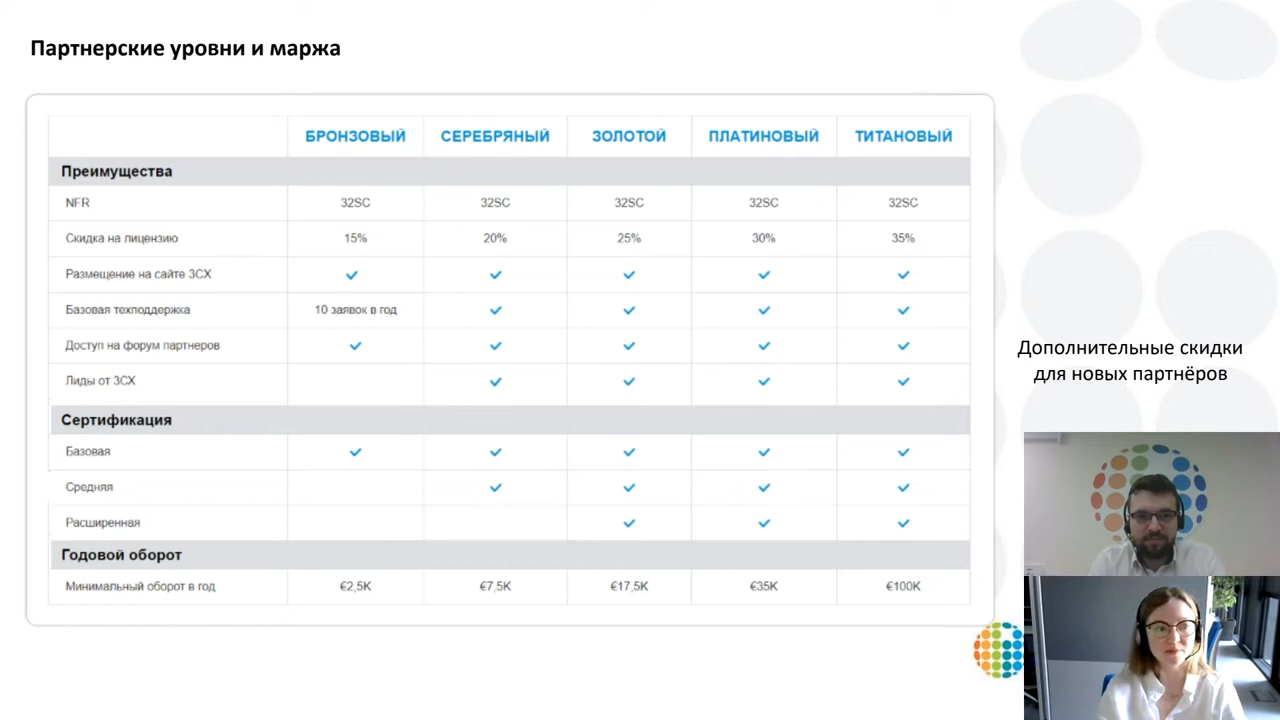 Партнерские уровни и маржа
БРОНЗОВЫЙ СЕРЕБРЯНЫЙ ЗОЛОТОЙ ПЛАТИНОВЫЙ ТИТАНОВЫЙ
Преимущества
NFR 32SC 32SC 32SC 32SC 32SC
Скидка на лицензию 15% 20% 25% 30% 35%
Размещение на сайте 3CX
Базовая техподдержка 10 заявок в год
Доступ на форум партнеров
Лиды от 3CX
Сертификация
Базовая
Средняя
Расширенная
Годовой оборот
Минимальный оборот в год €2,5K €7,5K €17,5K €35K €100K
Дополнительные скидки
для новых партнёров